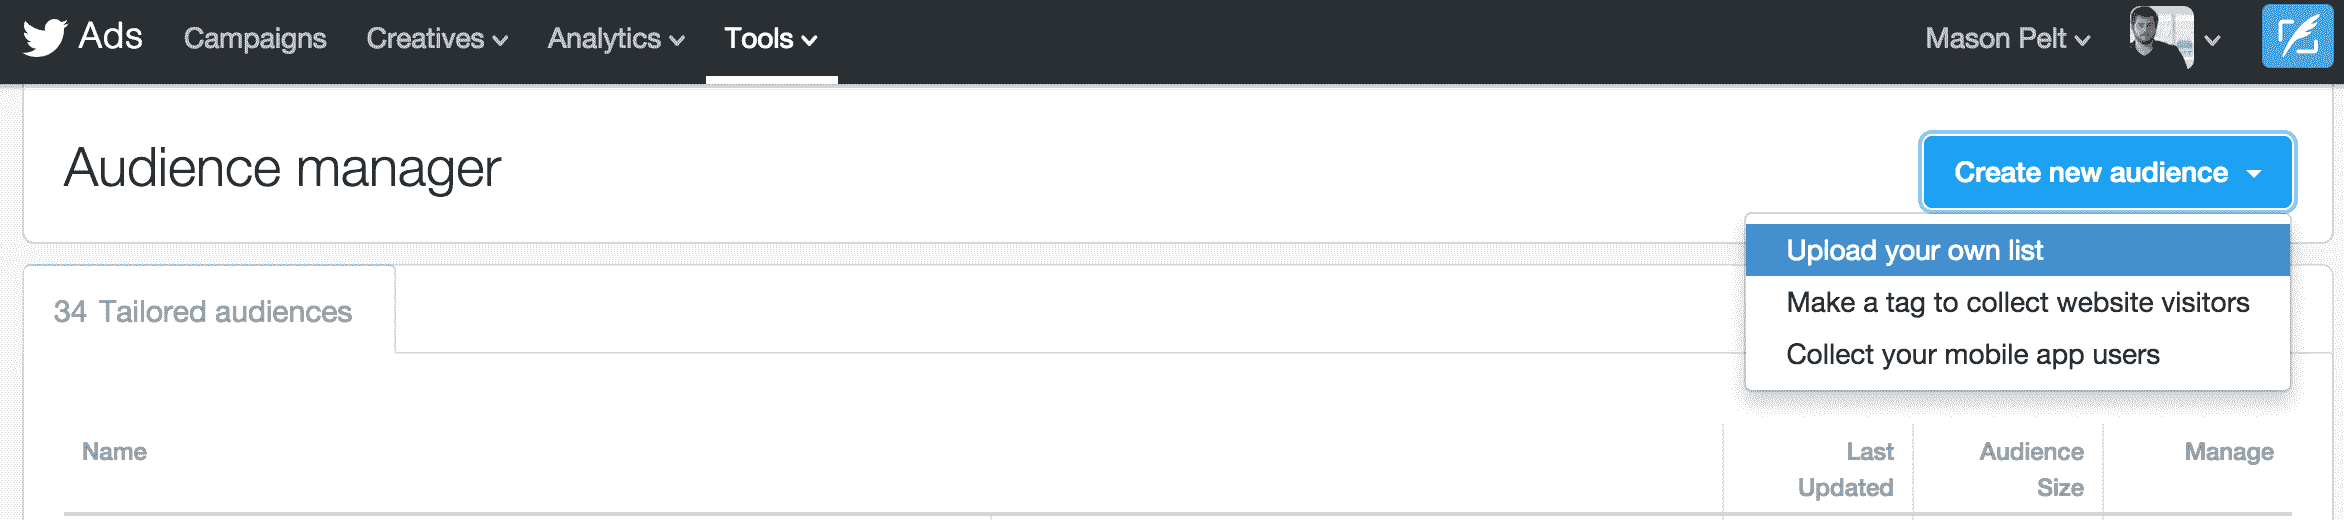 Ads Campaigns Creatives Analytics Tools Mason Pelt
Audience manager
Create new audience
Upload your own list
Make a tag to collect website visitors
Collect your mobile app users
34 Tailored audiences
Name
Last Updated
Audience Size
Manage